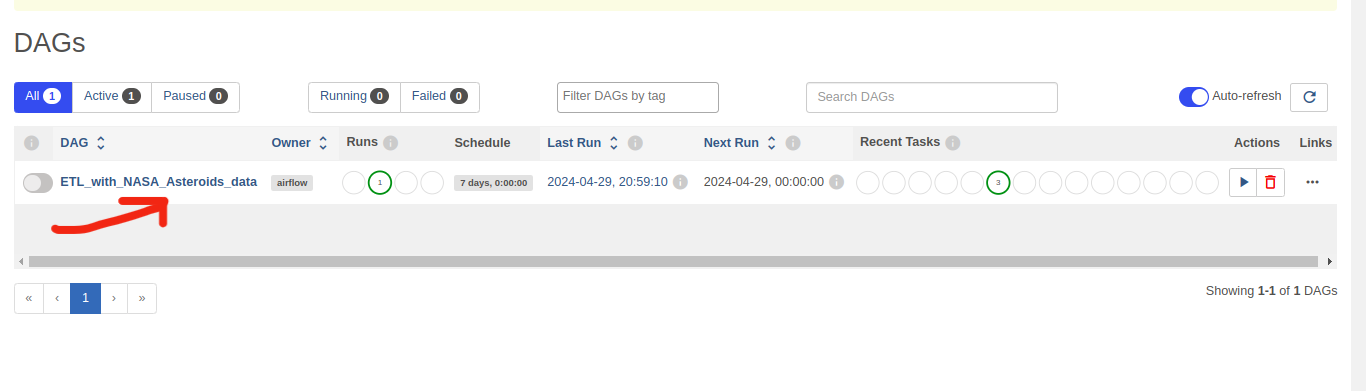 DAGs
All 1 Active 1 Paused 0 Running 0 Failed 0 Filter DAGs by tag Search DAGs Auto-refresh
DAG Owner Runs Schedule Last Run Next Run Recent Tasks Actions Links
ETL_with_NASA_Asteroids_data airflow 1 7 days, 0:00:00 2024-04-29, 20:59:10 2024-04-29, 00:00:00 3 ...
« ‹ 1 › » Showing 1-1 of 1 DAGs